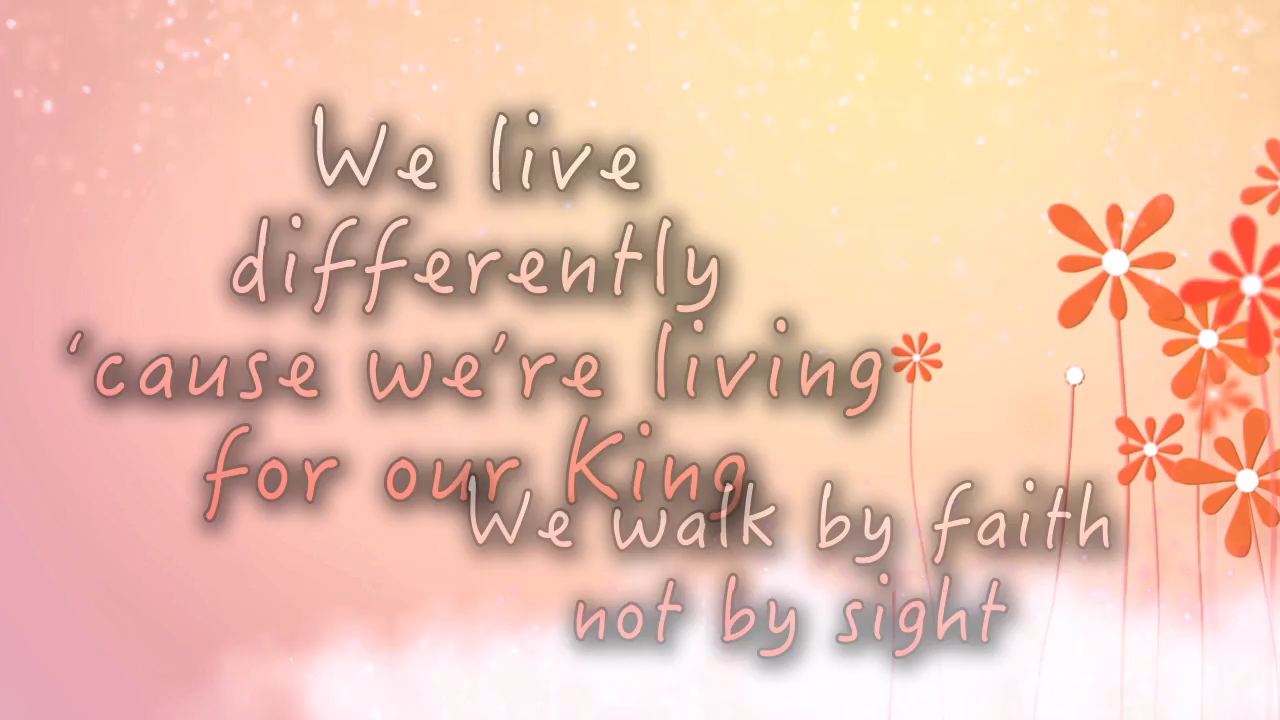 We live
differently
‘cause we’re living
for our King
We walk by faith
not by sight